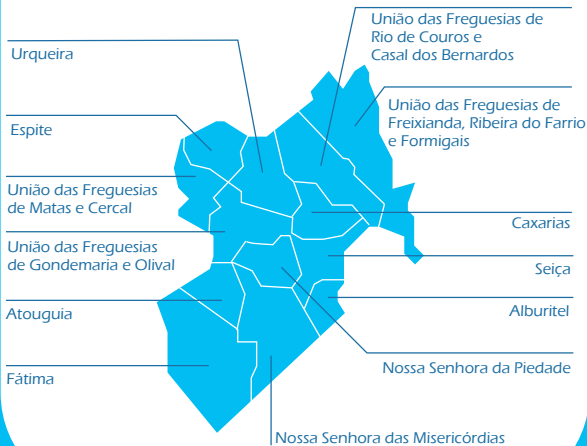 União das Freguesias de
Rio de Couros e
Casal dos Bernardos
Urqueira
União das Freguesias de
Freixianda, Ribeira do Farrio
e Formigais
Espite
União das Freguesias
de Matas e Cercal
Caxarias
União das Freguesias
de Gondemaria e Olival
Seiça
Atouguia
Alburitel
Nossa Senhora da Piedade
Fátima
Nossa Senhora das Misericórdias